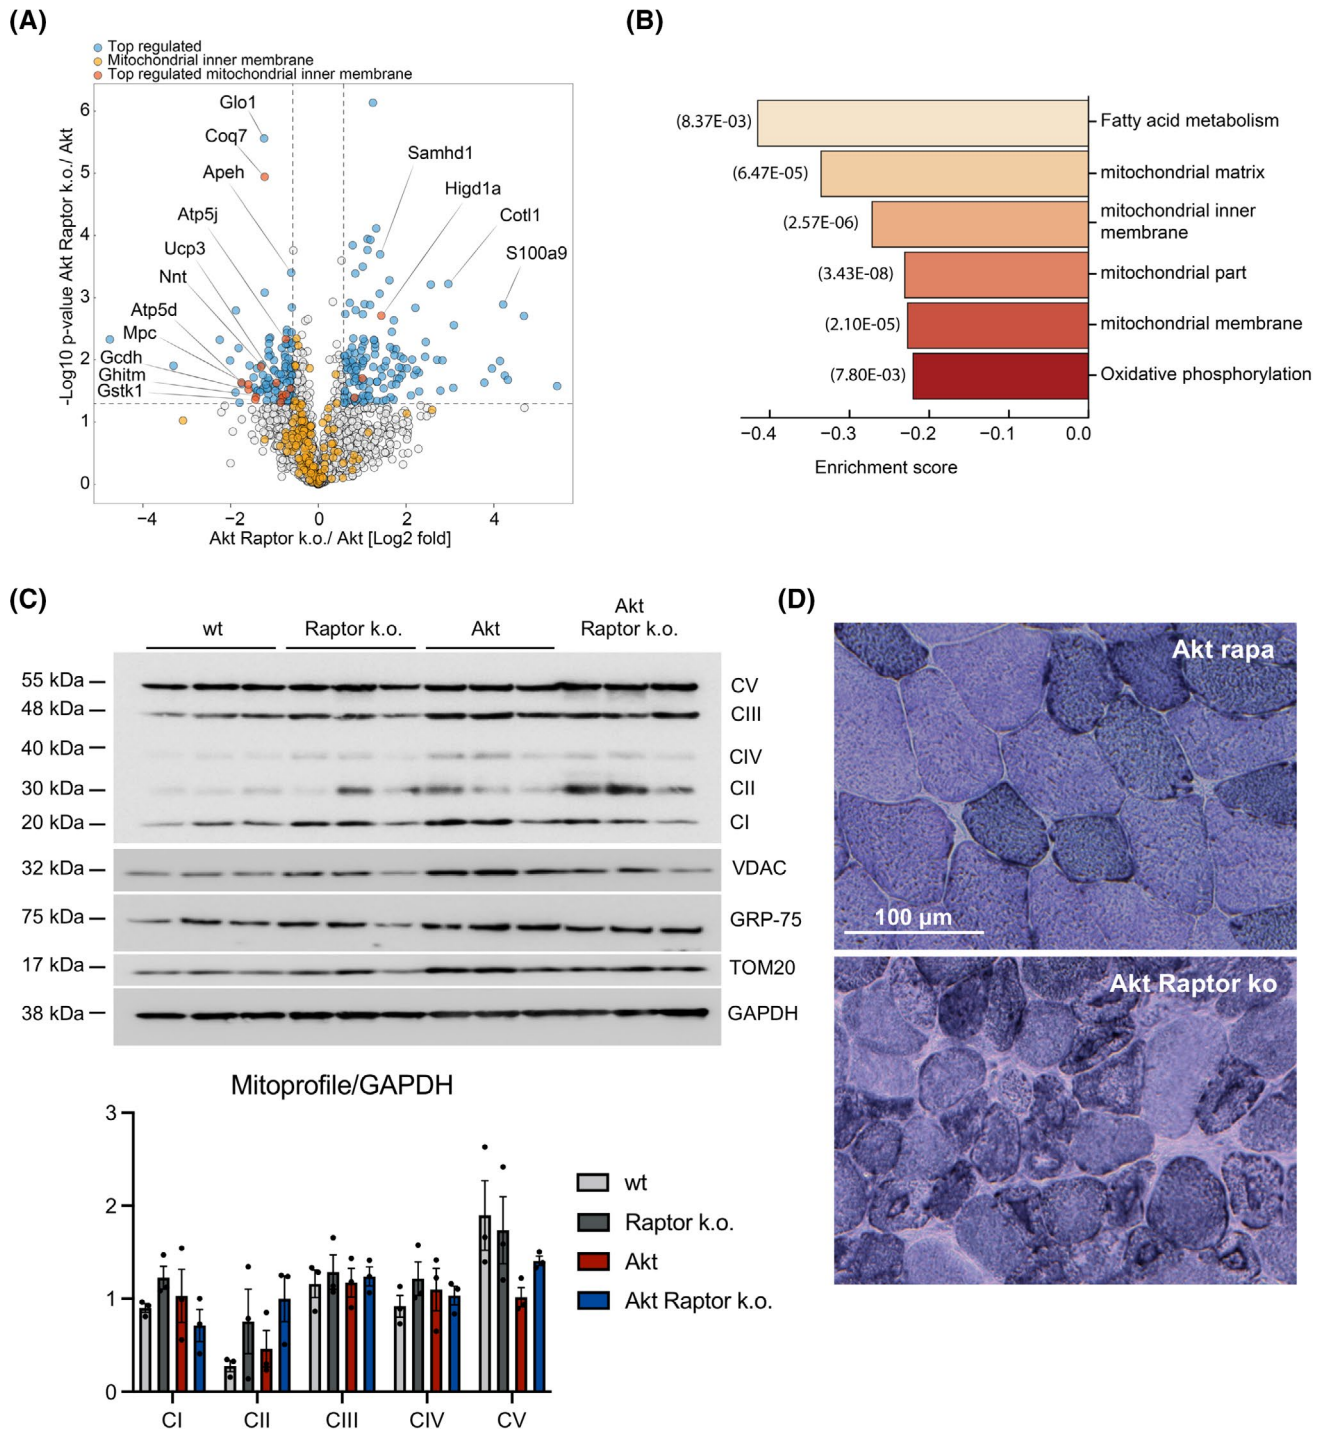 (A)
Top regulated
Mitochondrial inner membrane
Top regulated mitochondrial inner membrane
-Log10 p-value Akt Raptor k.o./ Akt
6
5
4
3
2
1
0
Glo1
Coq7
Apeh
Atp5j
Ucp3
Nnt
Atp5d
Mpc
Gcdh
Ghitm
Gstk1
Samhd1
Higd1a
Cotl1
S100a9
−4 −2 0 2 4
Akt Raptor k.o./ Akt [Log2 fold]
(B)
(8.37E-03) Fatty acid metabolism
(6.47E-05) mitochondrial matrix
(2.57E-06) mitochondrial inner
membrane
(3.43E-08) mitochondrial part
(2.10E-05) mitochondrial membrane
(7.80E-03) Oxidative phosphorylation
−0.4 −0.3 −0.2 −0.1 0.0
Enrichment score
(C)
wt Raptor k.o. Akt Akt
Raptor k.o.
55 kDa CV
48 kDa CIII
40 kDa CIV
30 kDa CII
20 kDa CI
32 kDa VDAC
75 kDa GRP-75
17 kDa TOM20
38 kDa GAPDH
Mitoprofile/GAPDH
3
2
1
0
CI CII CIII CIV CV
wt
Raptor k.o.
Akt
Akt Raptor k.o.
(D)
Akt rapa
100 µm
Akt Raptor ko